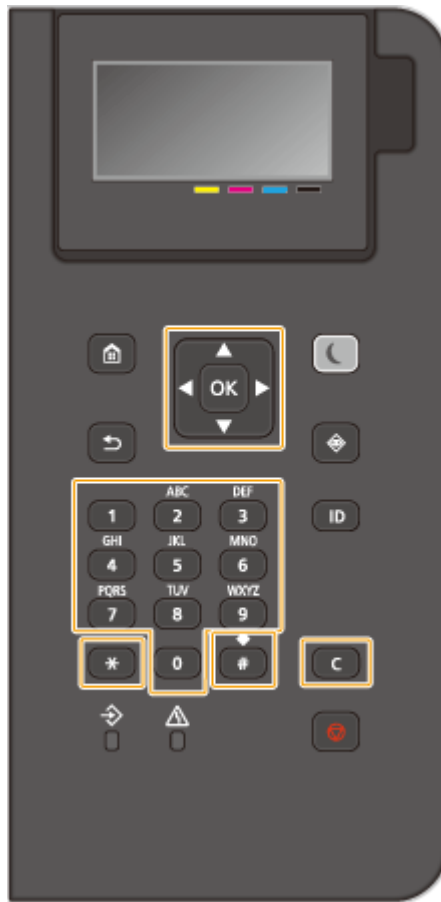 OK
ABC DEF
1 2 3 ID
GHI JKL MNO
4 5 6
PQRS TUV WXYZ
7 8 9
* 0 # C